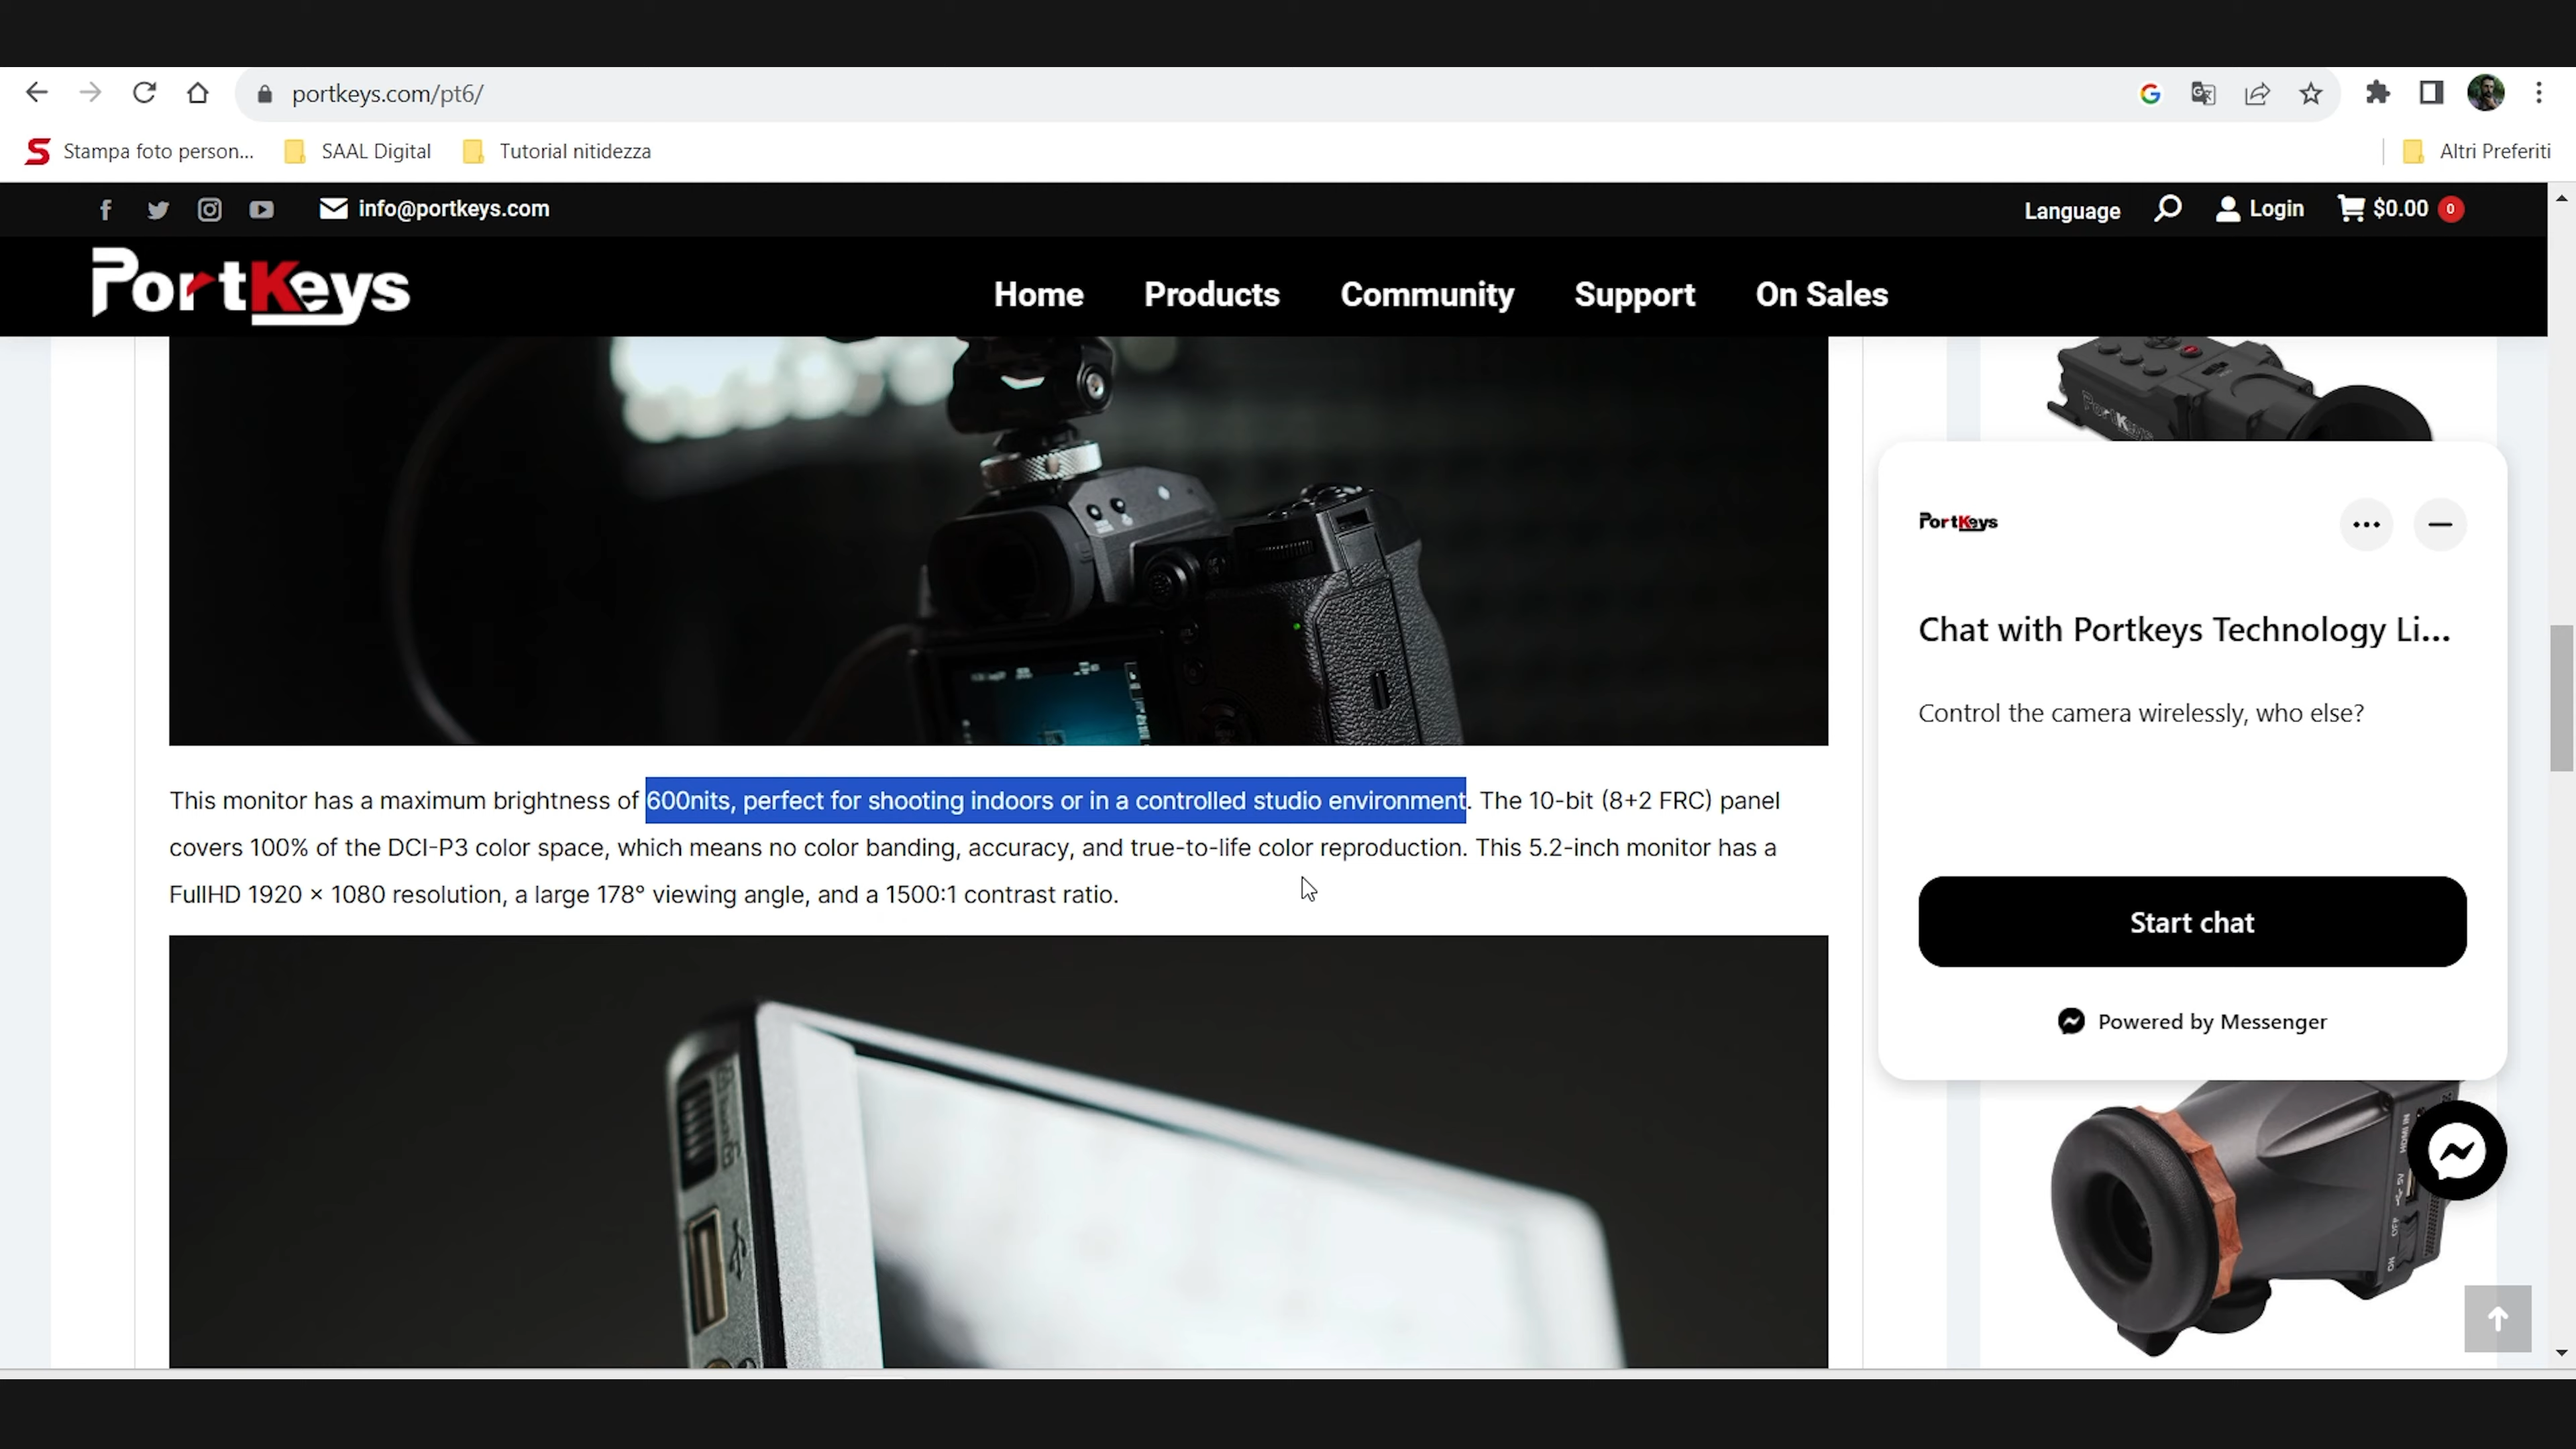 portkeys.com/pt6/
Stampa foto person...
SAAL Digital
Tutorial nitidezza
Altri Preferiti
info@portkeys.com
Language
Login
$0.00
0
PortKeys
Home
Products
Community
Support
On Sales
PortKeys
PortKeys
Chat with Portkeys Technology Li...
Control the camera wirelessly, who else?
This monitor has a maximum brightness of 600nits, perfect for shooting indoors or in a controlled studio environment. The 10-bit (8+2 FRC) panel
covers 100% of the DCI-P3 color space, which means no color banding, accuracy, and true-to-life color reproduction. This 5.2-inch monitor has a
FullHD 1920 × 1080 resolution, a large 178° viewing angle, and a 1500:1 contrast ratio.
Start chat
Powered by Messenger
HDMI IN
5V